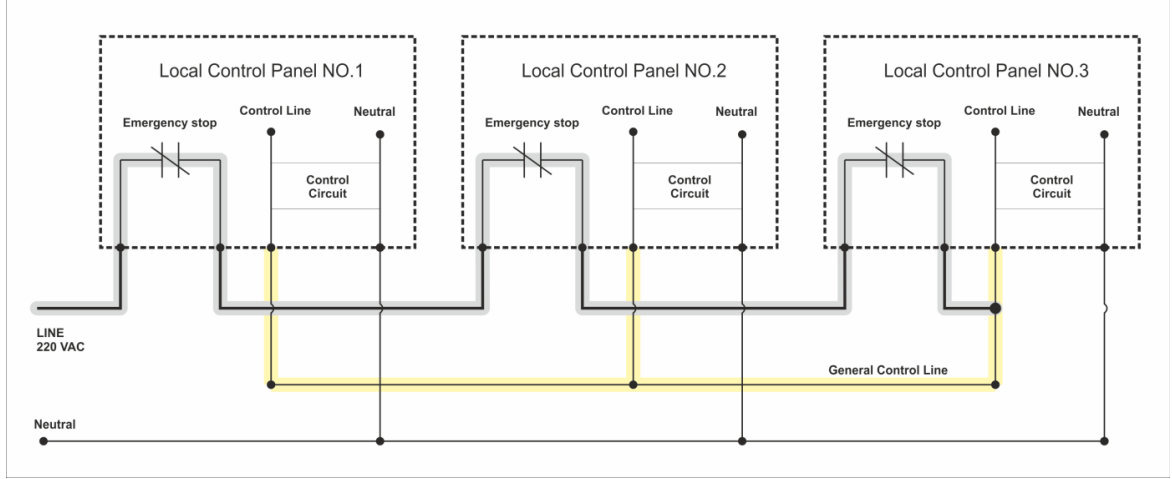 Local Control Panel NO.1
Local Control Panel NO.2
Local Control Panel NO.3
Control Line
Neutral
Emergency stop
Control
Circuit
Control Line
Neutral
Emergency stop
Control
Circuit
Control Line
Neutral
Emergency stop
Control
Circuit
LINE
220 VAC
General Control Line
Neutral